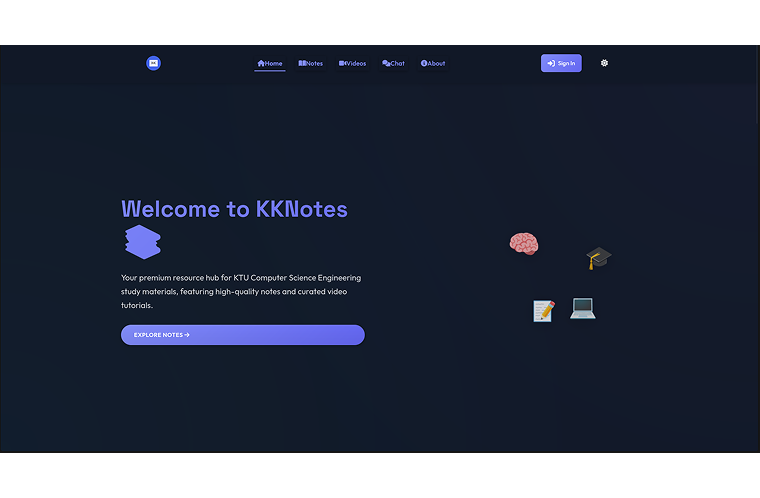 Home Notes Videos Chat About Sign In
Welcome to KKNotes
Your premium resource hub for KTU Computer Science Engineering
study materials, featuring high-quality notes and curated video
tutorials.
EXPLORE NOTES